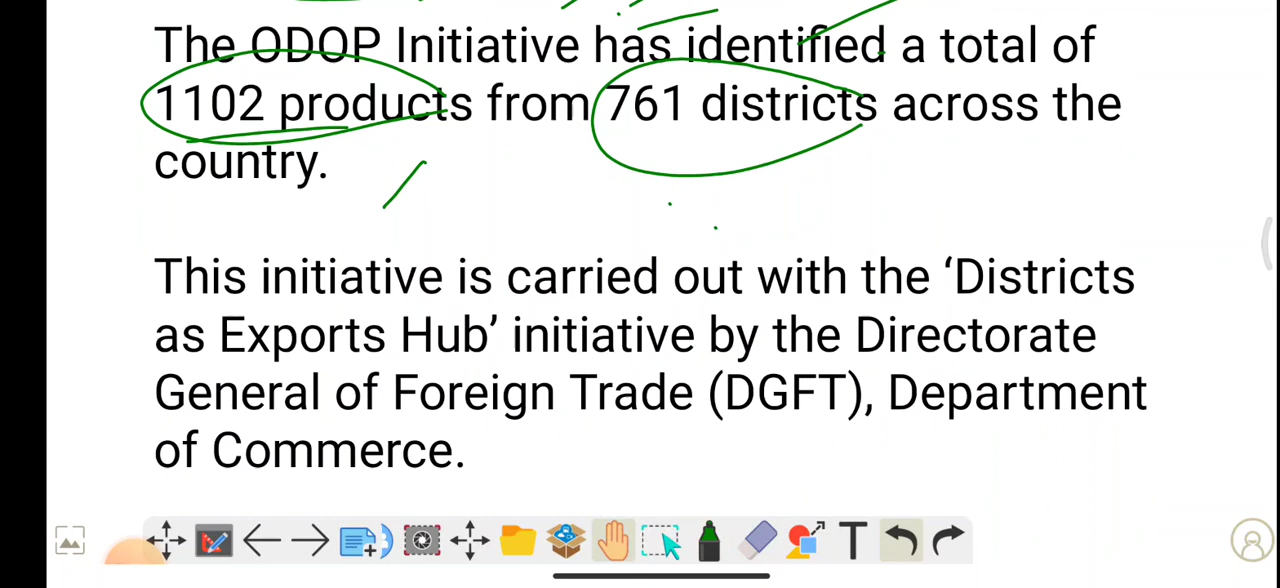 The ODOP Initiative has identified a total of
1102 products from 761 districts across the
country.
This initiative is carried out with the ‘Districts
as Exports Hub’ initiative by the Directorate
General of Foreign Trade (DGFT), Department
of Commerce.
T